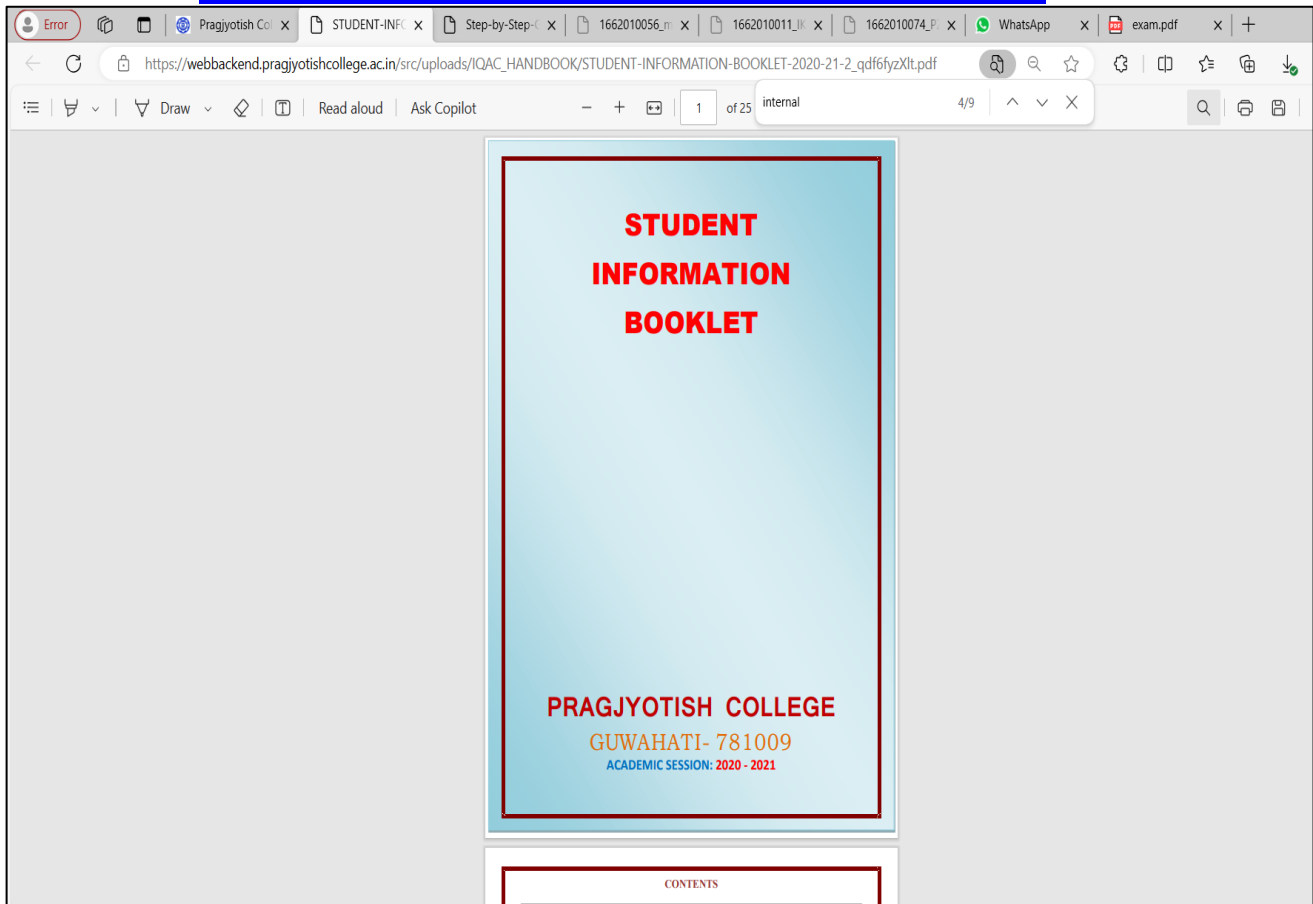 Error
Pragjyotish Col
STUDENT-INFO
Step-by-Step-G
1662010056_m
1662010011_IK
1662010074_P
WhatsApp
exam.pdf
https://webbackend.pragjyotishcollege.ac.in/src/uploads/IQAC_HANDBOOK/STUDENT-INFORMATION-BOOKLET-2020-21-2_qdf6fyzXlt.pdf
Draw
Read aloud
Ask Copilot
1
of 25
internal
4/9
STUDENT
INFORMATION
BOOKLET
PRAGJYOTISH COLLEGE
GUWAHATI- 781009
ACADEMIC SESSION: 2020 - 2021
CONTENTS